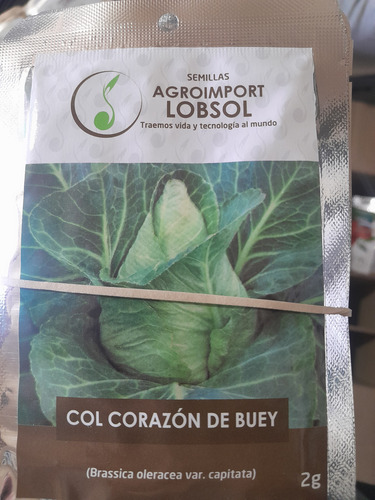 SEMILLAS
AGROIMPORT
LOBSOL
Traemos vida y tecnología al mundo
COL CORAZÓN DE BUEY
(Brassica oleracea var. capitata)
2g